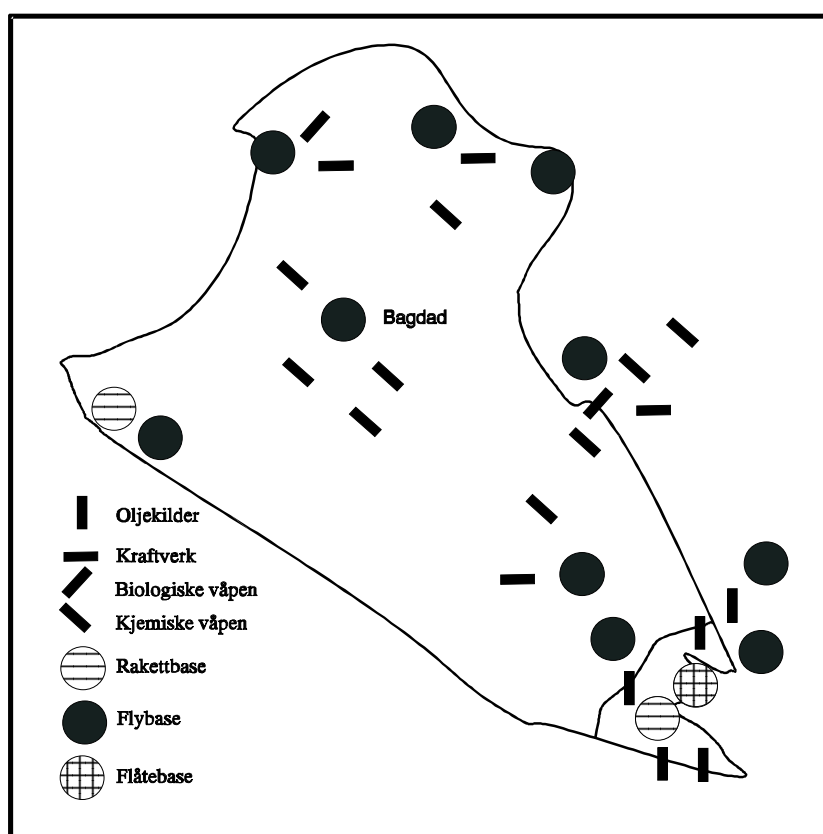 Bagdad
Oljekilder
Kraftverk
Biologiske våpen
Kjemiske våpen
Rakettbase
Flybase
Flåtebase